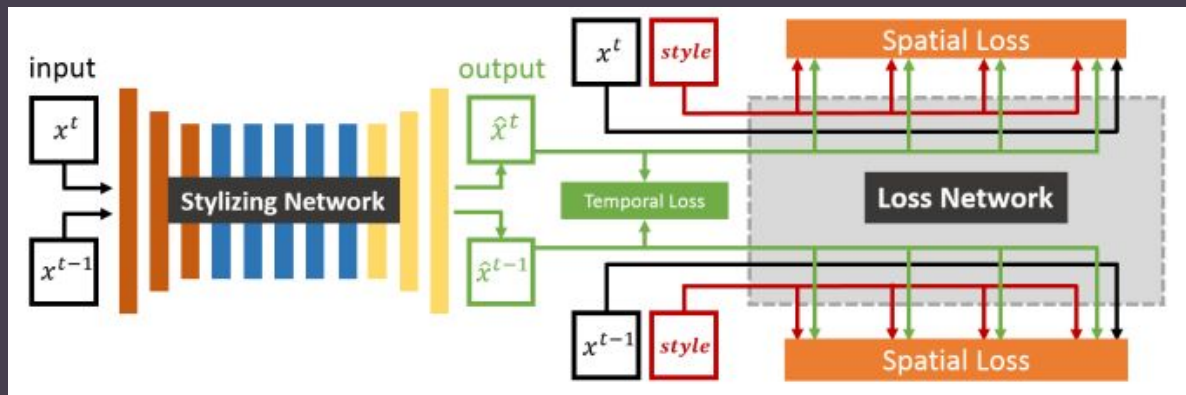 input
x^t
x^{t-1}
Stylizing Network
output
x̂^t
x̂^{t-1}
x^t
style
Spatial Loss
Temporal Loss
Loss Network
x^{t-1}
style
Spatial Loss